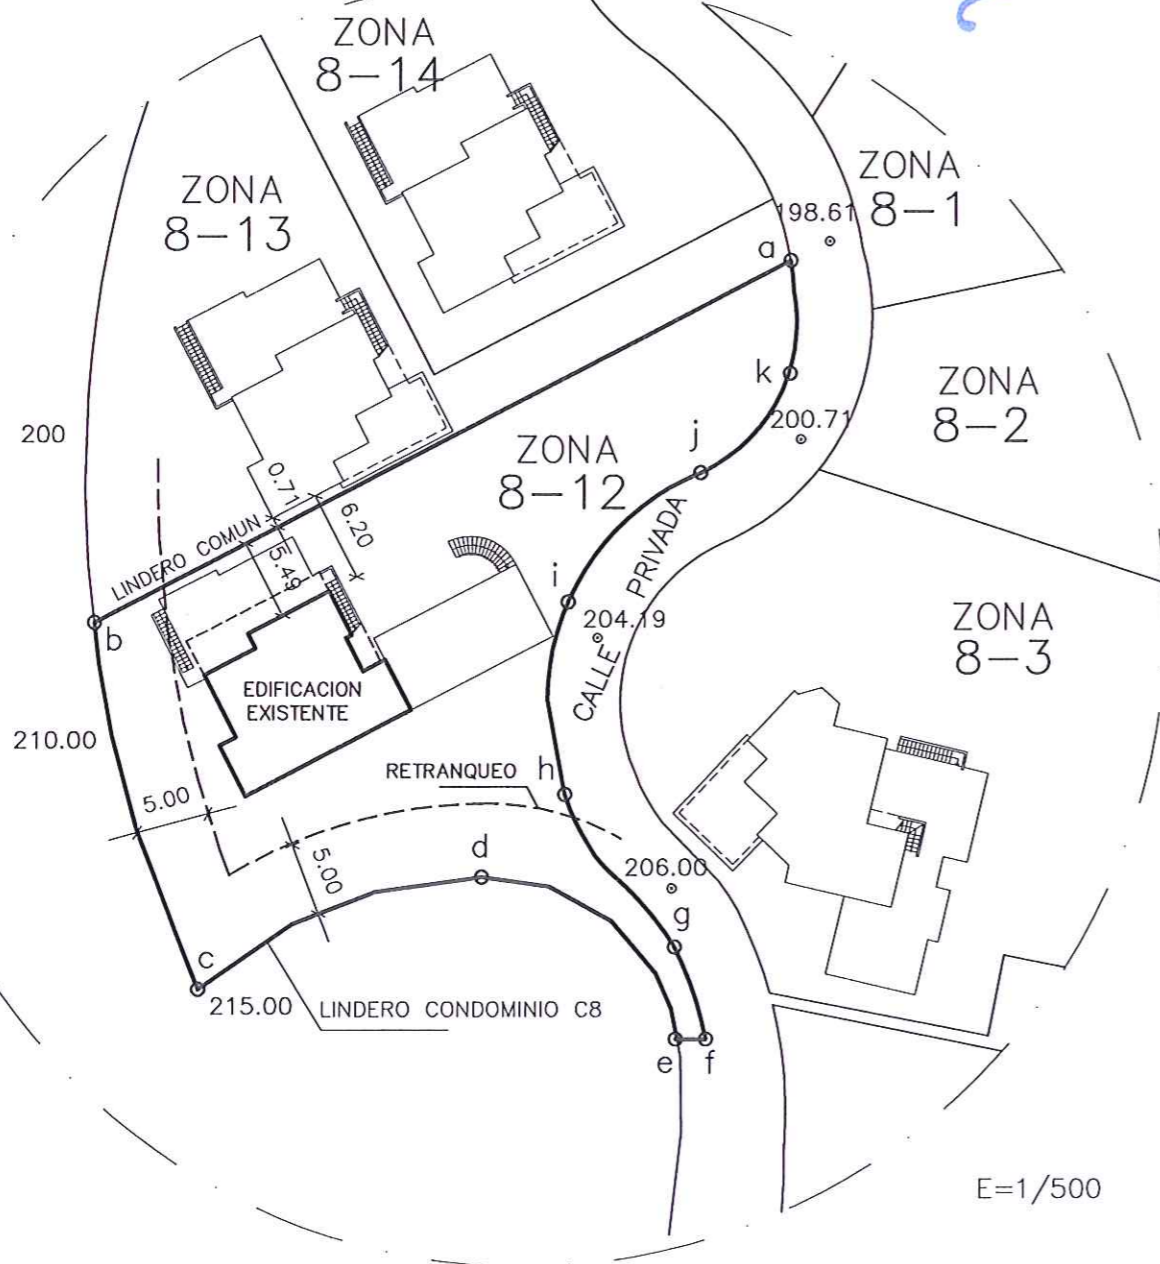 ZONA
8-14
ZONA
8-1
ZONA
8-13
198.61
a
k
ZONA
8-2
200.71
200
j
ZONA
8-12
0.71
6.20
LINDERO COMUN
5.49
CALLE PRIVADA
i
204.19
b
ZONA
8-3
EDIFICACION
EXISTENTE
210.00
RETRANQUEO
h
5.00
d
5.00
206.00
g
c
215.00
LINDERO CONDOMINIO C8
e
f
E=1/500